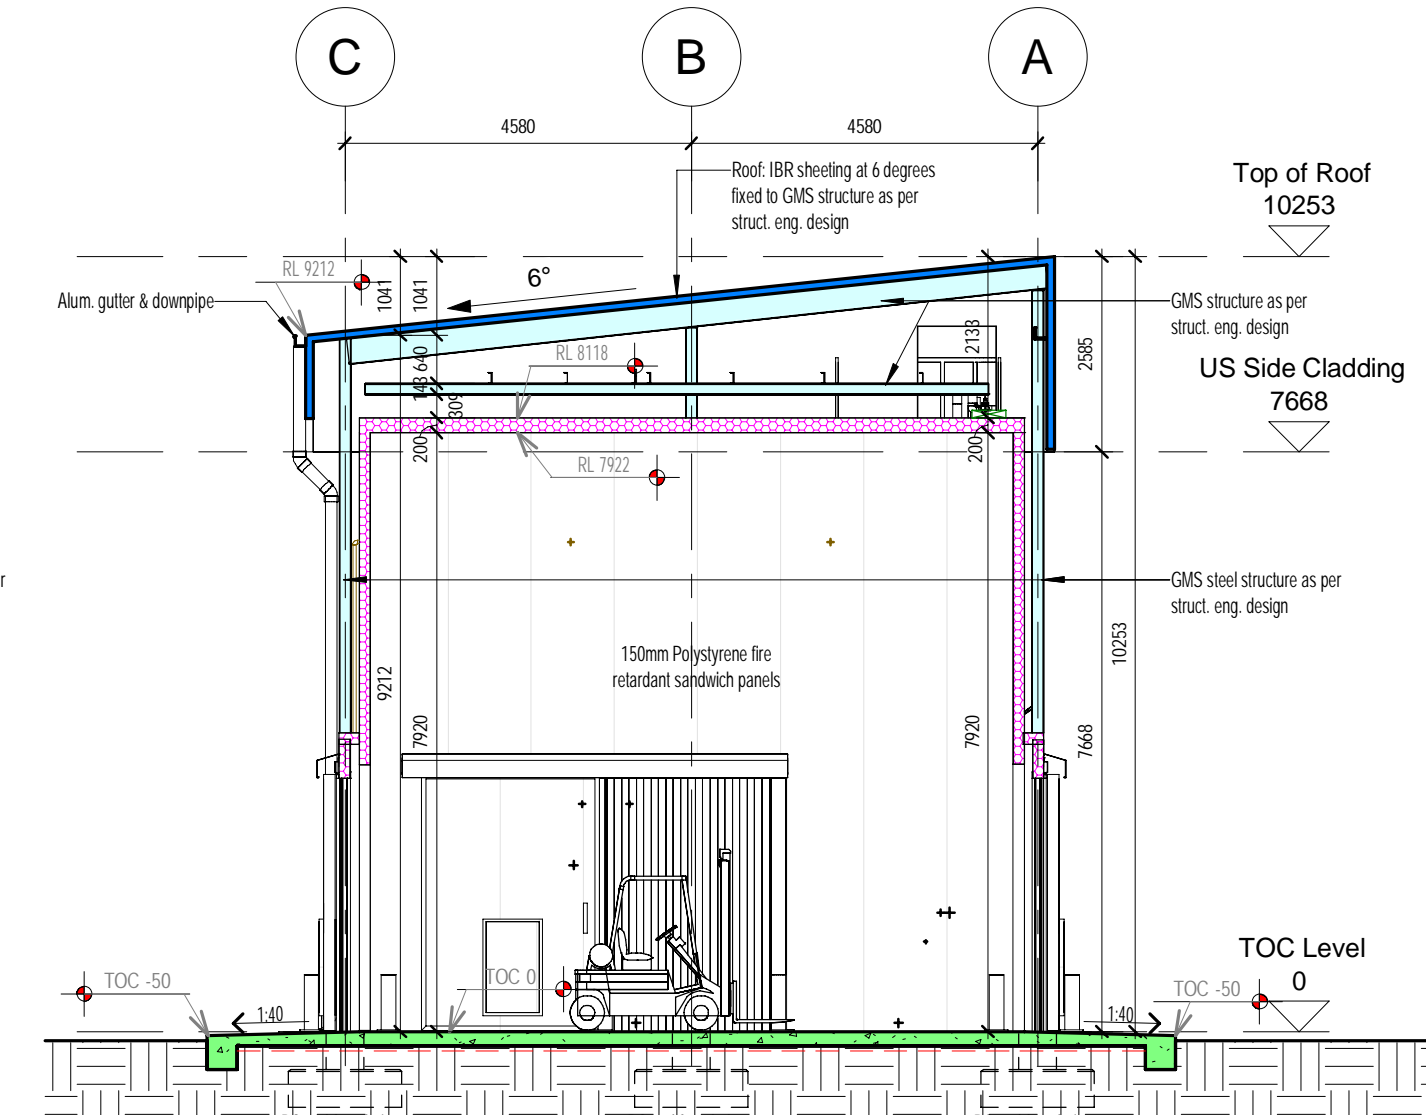 C
B
A
4580
4580
Roof: IBR sheeting at 6 degrees
fixed to GMS structure as per
struct. eng. design
Top of Roof
10253
RL 9212
1041
1041
6°
Alum. gutter & downpipe
GMS structure as per
struct. eng. design
2133
2585
RL 8118
640
143
309
US Side Cladding
7668
200
200
RL 7922
r
GMS steel structure as per
struct. eng. design
10253
150mm Polystyrene fire
retardant sandwich panels
9212
7920
7920
7668
TOC Level
0
TOC -50
TOC 0
TOC -50
1:40
1:40